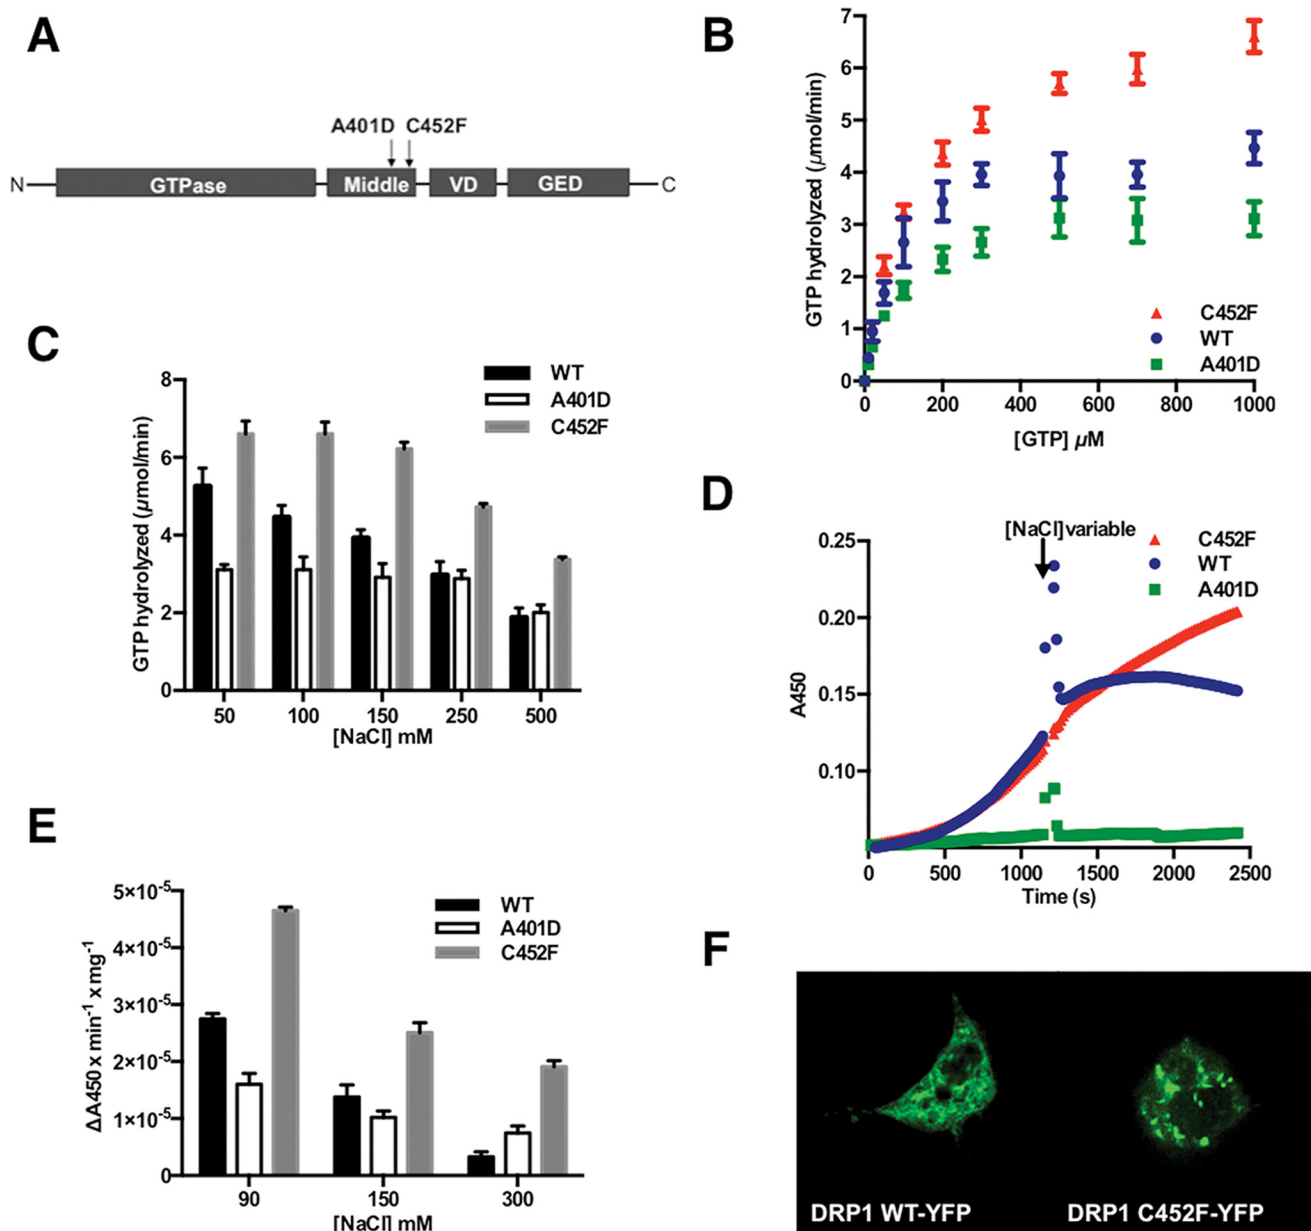 A
A401D C452F
N GTPase Middle VD GED C
B
GTP hydrolyzed (µmol/min)
7
6
5
4
3
2
1
0
C452F
WT
A401D
0 200 400 600 800 1000
[GTP] µM
C
GTP hydrolyzed (µmol/min)
8
6
4
2
0
WT
A401D
C452F
50 100 150 250 500
[NaCl] mM
D
[NaCl]variable
C452F
WT
A401D
A450
0.25
0.20
0.15
0.10
0 500 1000 1500 2000 2500
Time (s)
E
ΔA450 x min⁻¹ x mg⁻¹
5×10⁻⁵
4×10⁻⁵
3×10⁻⁵
2×10⁻⁵
1×10⁻⁵
0
WT
A401D
C452F
90 150 300
[NaCl] mM
F
DRP1 WT-YFP
DRP1 C452F-YFP